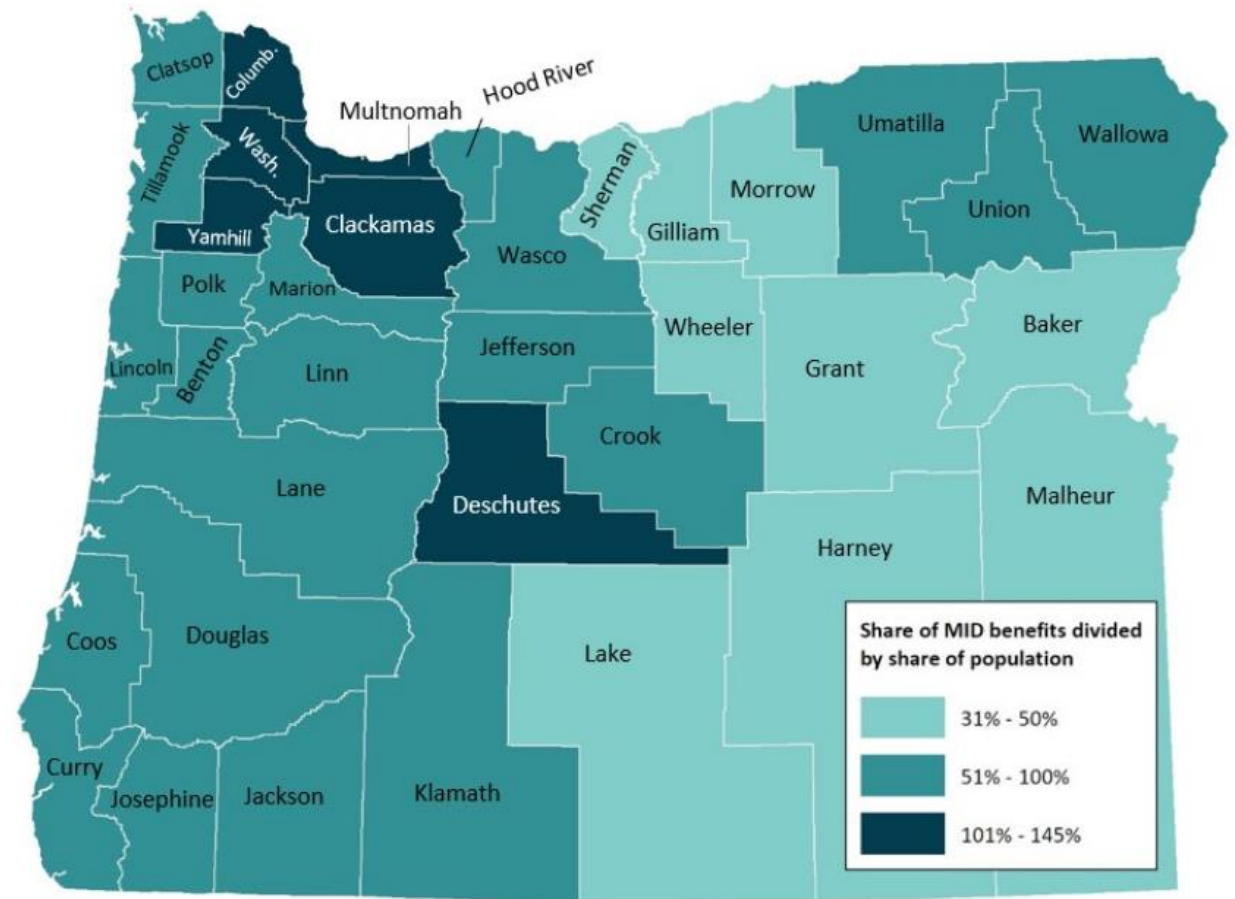 Clatsop
Columb.
Hood River
Multnomah
Tillamook
Wash.
Umatilla
Wallowa
Sherman
Morrow
Union
Gilliam
Yamhill
Clackamas
Wasco
Polk
Marion
Wheeler
Baker
Jefferson
Lincoln
Benton
Linn
Grant
Crook
Lane
Deschutes
Malheur
Harney
Coos
Douglas
Lake
Curry
Josephine
Jackson
Klamath
Share of MID benefits divided
by share of population
31% - 50%
51% - 100%
101% - 145%